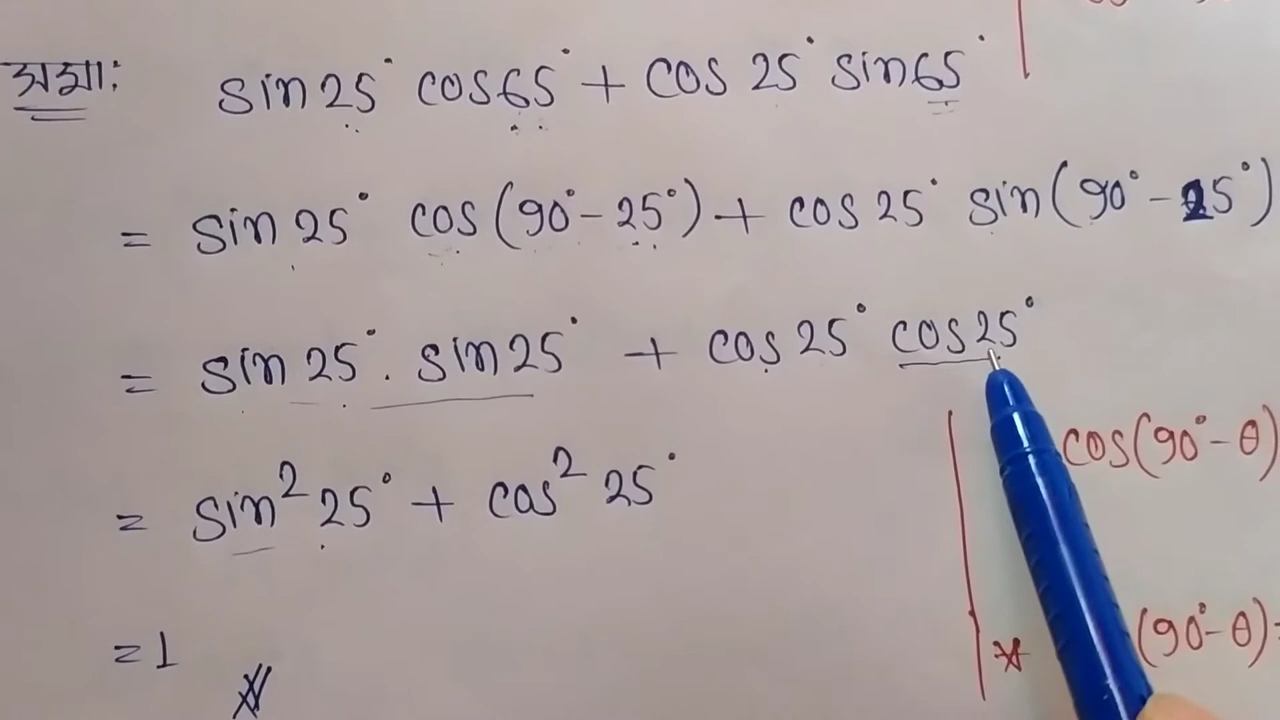 সমা: sin 25° cos 65° + cos 25° sin 65°
= sin 25° cos (90° - 25°) + cos 25° sin (90° - 25°)
= sin 25° . sin 25° + cos 25° cos 25°
= sin² 25° + cos² 25°
cos (90° - θ)
= 1
(90° - θ) =